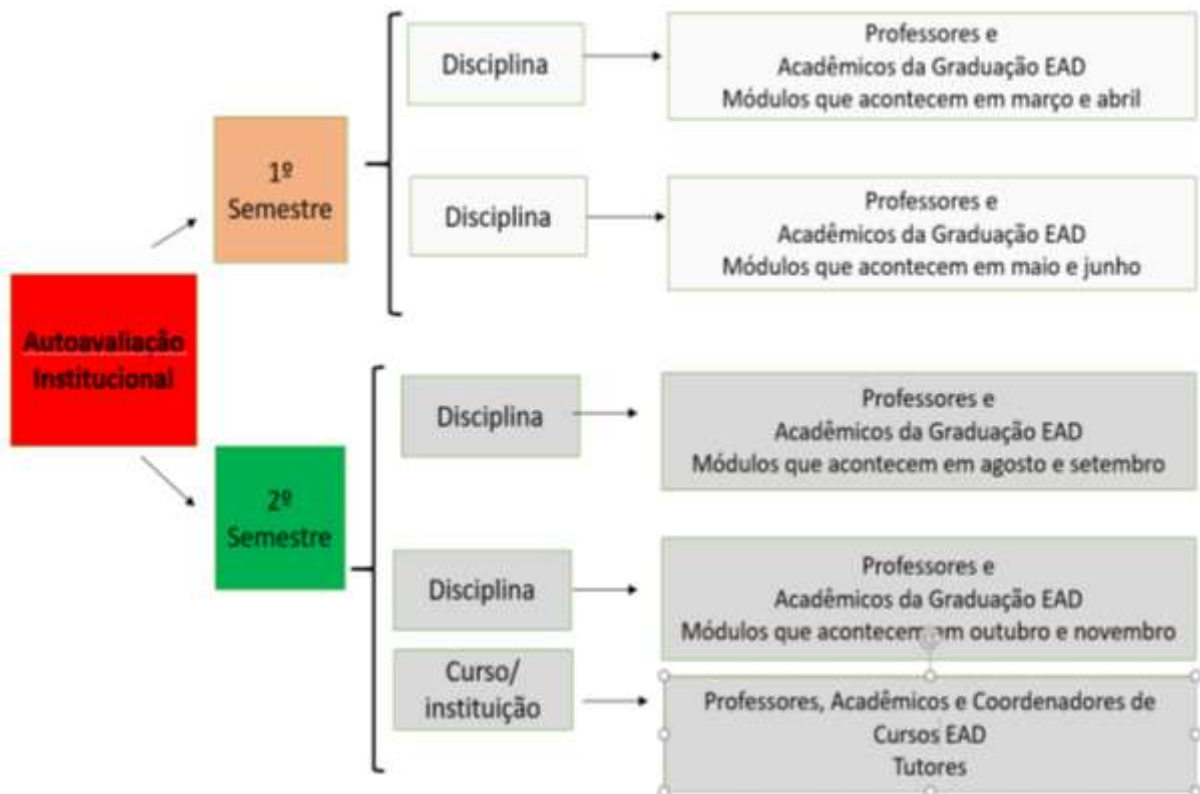 Autoavaliação
Institucional
1º
Semestre
Disciplina
Professores e
Acadêmicos da Graduação EAD
Módulos que acontecem em março e abril
Disciplina
Professores e
Acadêmicos da Graduação EAD
Módulos que acontecem em maio e junho
2º
Semestre
Disciplina
Professores e
Acadêmicos da Graduação EAD
Módulos que acontecem em agosto e setembro
Disciplina
Professores e
Acadêmicos da Graduação EAD
Módulos que acontecem em outubro e novembro
Curso/
instituição
Professores, Acadêmicos e Coordenadores de
Cursos EAD
Tutores